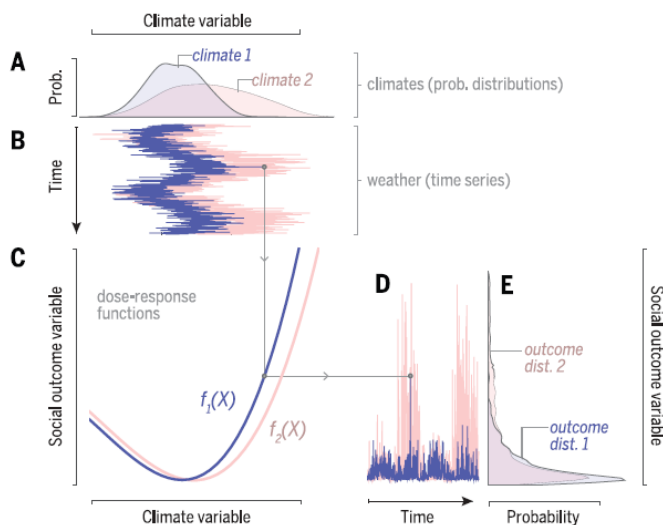 Climate variable
A
Prob.
climate 1
climate 2
climates (prob. distributions)
B
Time
weather (time series)
C
Social outcome variable
dose-response
functions
f1(X)
f2(X)
Climate variable
D
Time
E
outcome
dist. 2
outcome
dist. 1
Probability
Social outcome variable